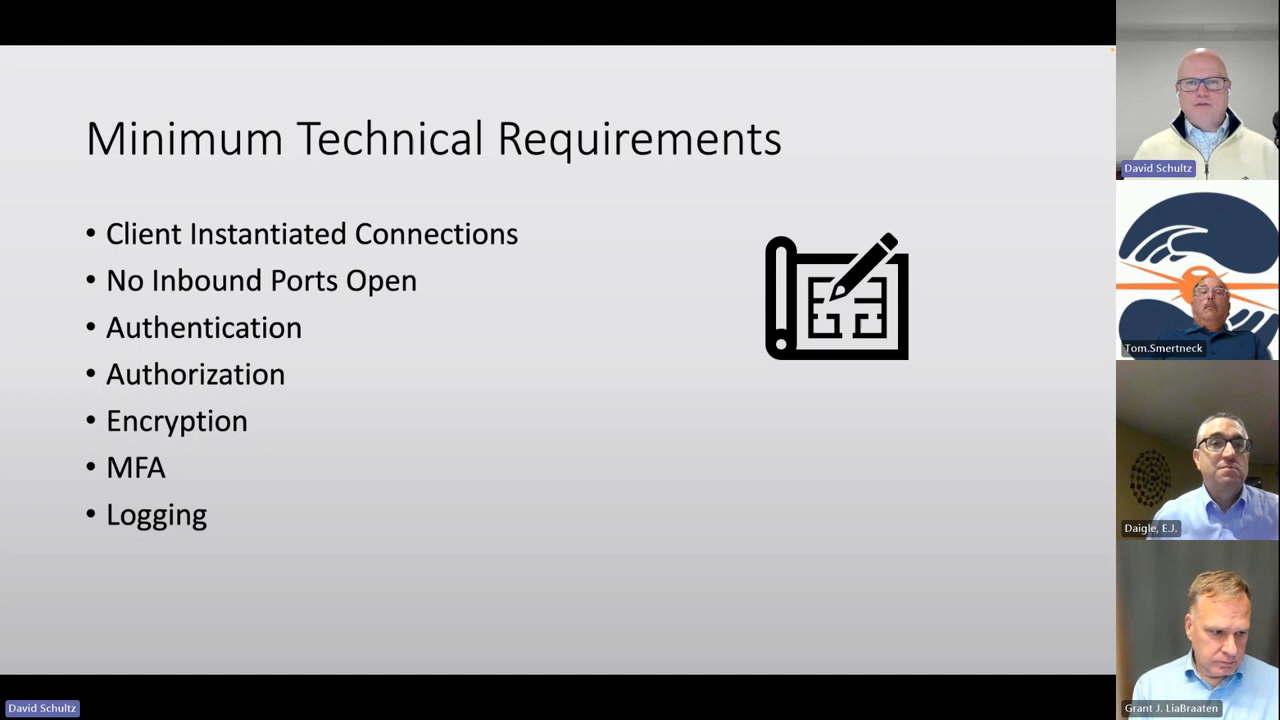 Minimum Technical Requirements
• Client Instantiated Connections
• No Inbound Ports Open
• Authentication
• Authorization
• Encryption
• MFA
• Logging
David Schultz
David Schultz
Tom.Smertneck
Daigle, E.J.
Grant J. LiaBraaten